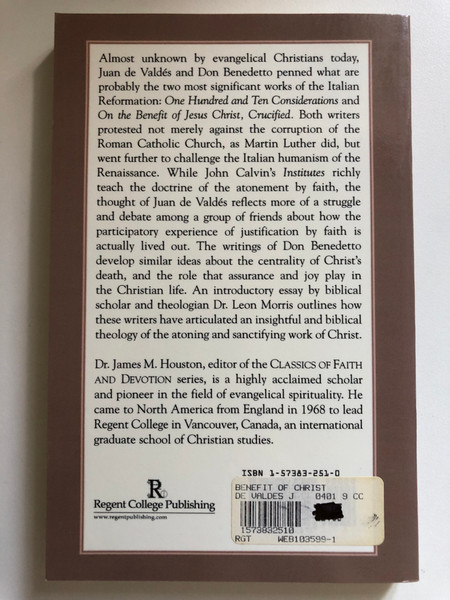 Almost unknown by evangelical Christians today,
Juan de Valdés and Don Benedetto penned what are
probably the two most significant works of the Italian
Reformation: One Hundred and Ten Considerations and
On the Benefit of Jesus Christ, Crucified. Both writers
protested not merely against the corruption of the
Roman Catholic Church, as Martin Luther did, but
went further to challenge the Italian humanism of the
Renaissance. While John Calvin's Institutes richly
teach the doctrine of the atonement by faith, the
thought of Juan de Valdés reflects more of a struggle
and debate among a group of friends about how the
participatory experience of justification by faith is
actually lived out. The writings of Don Benedetto
develop similar ideas about the centrality of Christ's
death, and the role that assurance and joy play in
the Christian life. An introductory essay by biblical
scholar and theologian Dr. Leon Morris outlines how
these writers have articulated an insightful and biblical
theology of the atoning and sanctifying work of Christ.
Dr. James M. Houston, editor of the CLASSICS OF FAITH
AND DEVOTION series, is a highly acclaimed scholar
and pioneer in the field of evangelical spirituality. He
came to North America from England in 1968 to lead
Regent College in Vancouver, Canada, an international
graduate school of Christian studies.
ISBN 1-57383-251-0
R
Regent College Publishing
www.regentpublishing.com
BENEFIT OF CHRIST
DE VALDES J 0401 9 CC
1573832510
RGT WEB103599-1